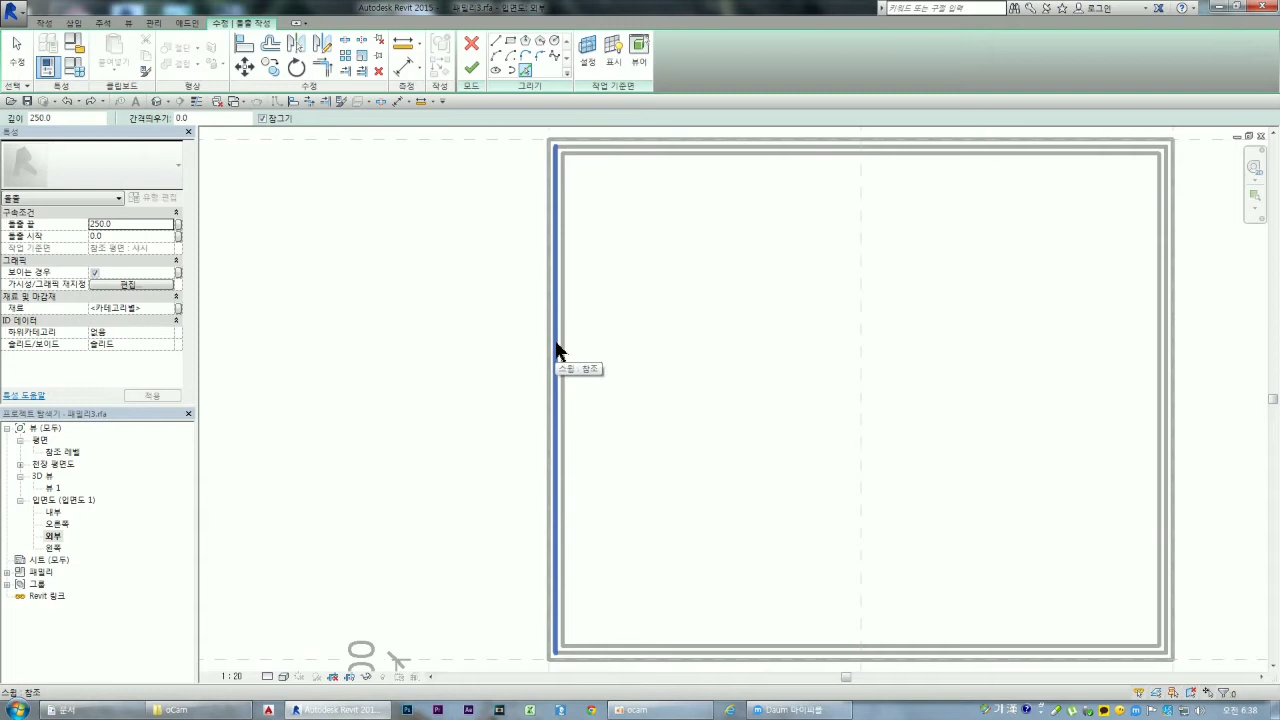 Autodesk Revit 2015 - 패밀리3.rfa - 입면도: 외부
키워드 또는 구절 입력
로그인
작성 삽입 주석 뷰 관리 애드인 수정 | 돌출 작성
수정
붙여넣기
설정 표시 뷰어
선택 특성 클립보드 형상 수정 측정 작성 모드 그리기 작업 기준면
깊이 250.0 간격띄우기: 0.0 잠그기
특성
돌출 유형 편집
구속조건
돌출 끝 250.0
돌출 시작 0.0
작업 기준면 참조 평면 : 샤시
그래픽
보이는 경우
가시성/그래픽 재지정 편집...
재료 및 마감재
재료 <카테고리별>
ID 데이터
하위카테고리 없음
솔리드/보이드 솔리드
특성 도움말 적용
프로젝트 탐색기 - 패밀리3.rfa
뷰 (모두)
평면
참조 레벨
천장 평면도
3D 뷰
뷰 1
입면도 (입면도 1)
내부
오른쪽
외부
왼쪽
시트 (모두)
패밀리
그룹
Revit 링크
스윕 : 참조
00
1 : 20
스윕 : 참조
:0
문서 oCam Autodesk Revit 201... ocam Daum 마이피플
오전 6:38